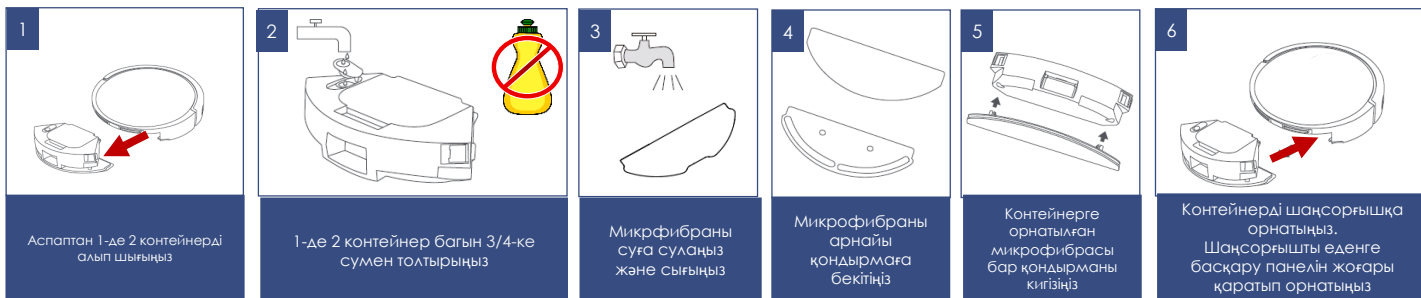 1
Аспаптан 1-де 2 контейнерді
алып шығыңыз
2
1-де 2 контейнер багын 3/4-ке
сумен толтырыңыз
3
Микрфибраны
суға сулаңыз
және сығыңыз
4
Микрофибраны
арнайы
қондырмаға
бекітіңіз
5
Контейнерге
орнатылған
микрофибрасы
бар қондырманы
кигізіңіз
6
Контейнерді шаңсорғышқа
орнатыңыз.
Шаңсорғышты еденге
басқару панелін жоғары
қаратып орнатыңыз